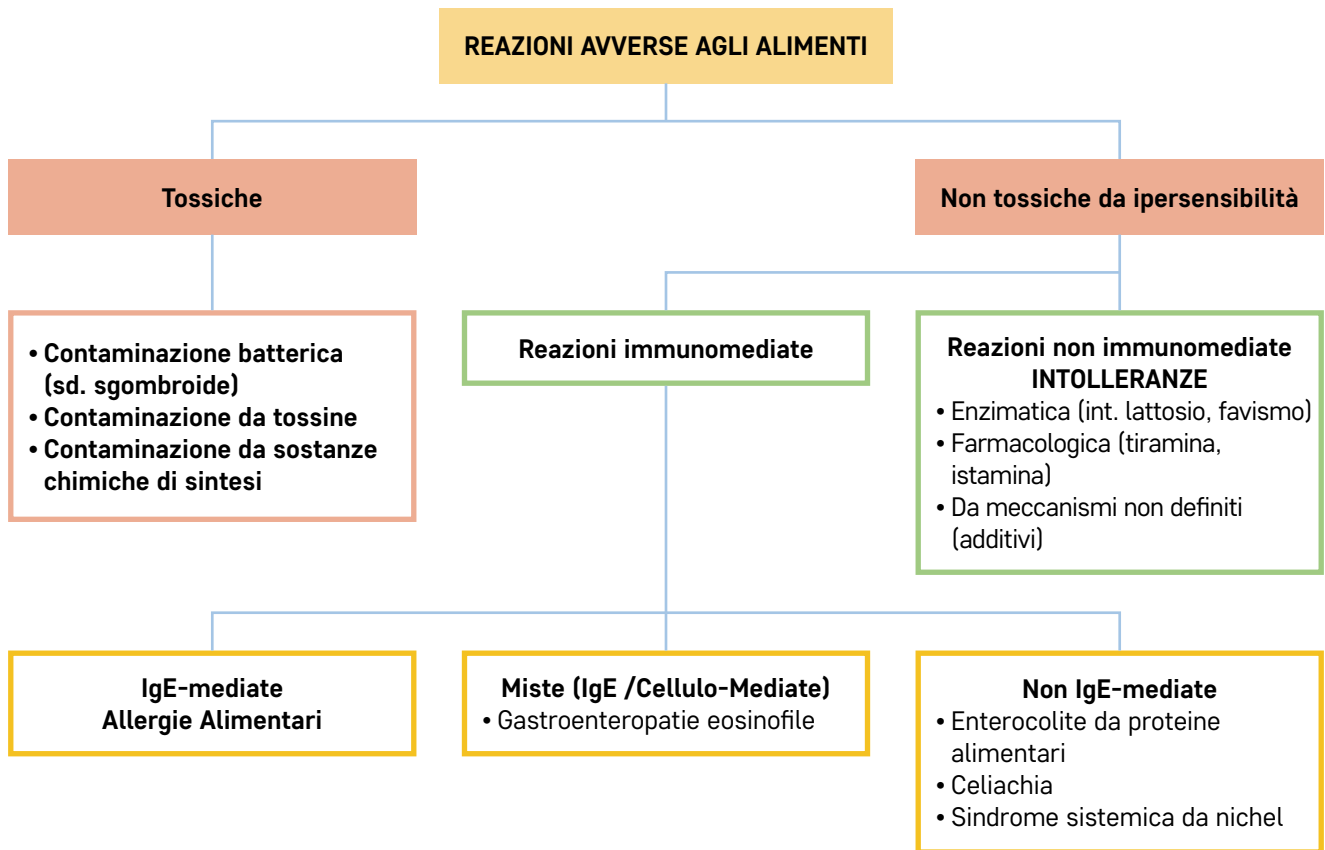 REAZIONI AVVERSE AGLI ALIMENTI
Tossiche
Non tossiche da ipersensibilità
• Contaminazione batterica
(sd. sgombroide)
• Contaminazione da tossine
• Contaminazione da sostanze
chimiche di sintesi
Reazioni immunomediate
Reazioni non immunomediate
INTOLLERANZE
• Enzimatica (int. lattosio, favismo)
• Farmacologica (tiramina,
istamina)
• Da meccanismi non definiti
(additivi)
IgE-mediate
Allergie Alimentari
Miste (IgE /Cellulo-Mediate)
• Gastroenteropatie eosinofile
Non IgE-mediate
• Enterocolite da proteine
alimentari
• Celiachia
• Sindrome sistemica da nichel